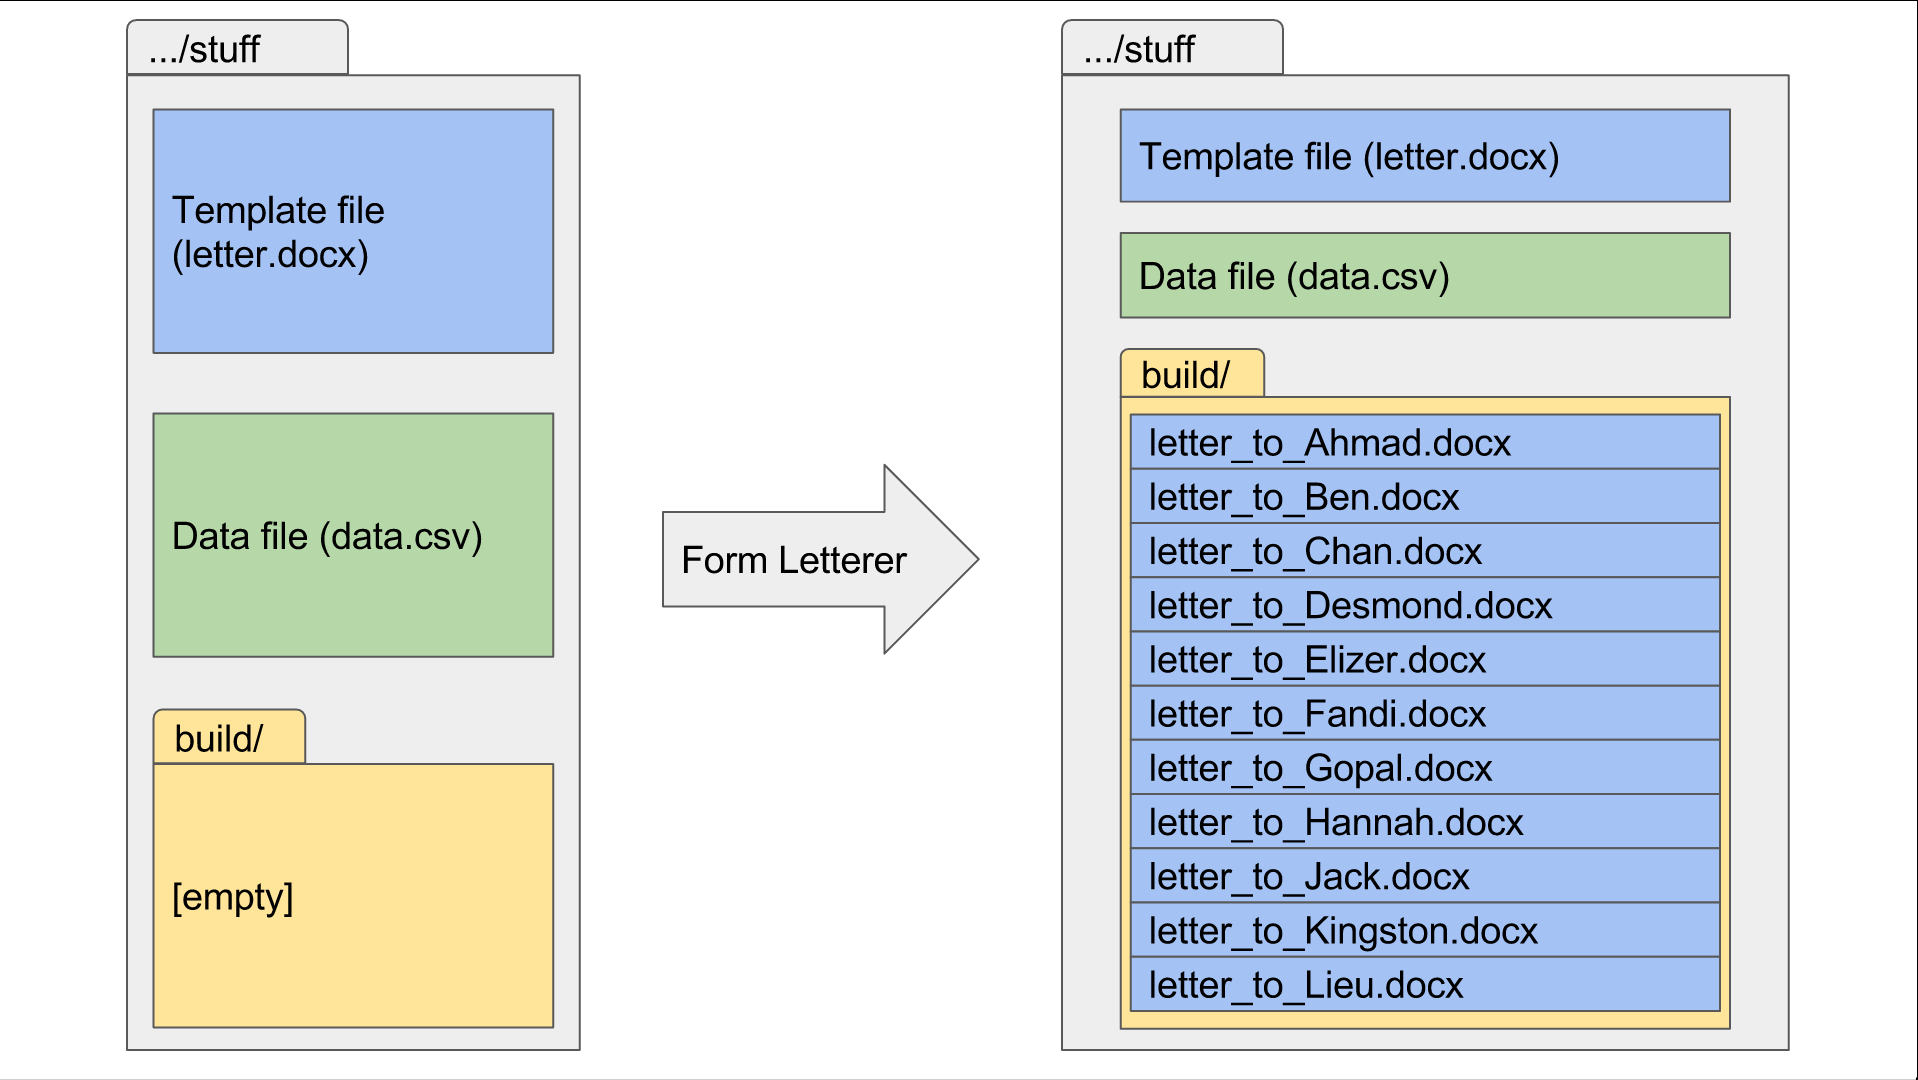 .../stuff
Template file
(letter.docx)
Data file (data.csv)
build/
[empty]
Form Letterer
.../stuff
Template file (letter.docx)
Data file (data.csv)
build/
letter_to_Ahmad.docx
letter_to_Ben.docx
letter_to_Chan.docx
letter_to_Desmond.docx
letter_to_Elizer.docx
letter_to_Fandi.docx
letter_to_Gopal.docx
letter_to_Hannah.docx
letter_to_Jack.docx
letter_to_Kingston.docx
letter_to_Lieu.docx